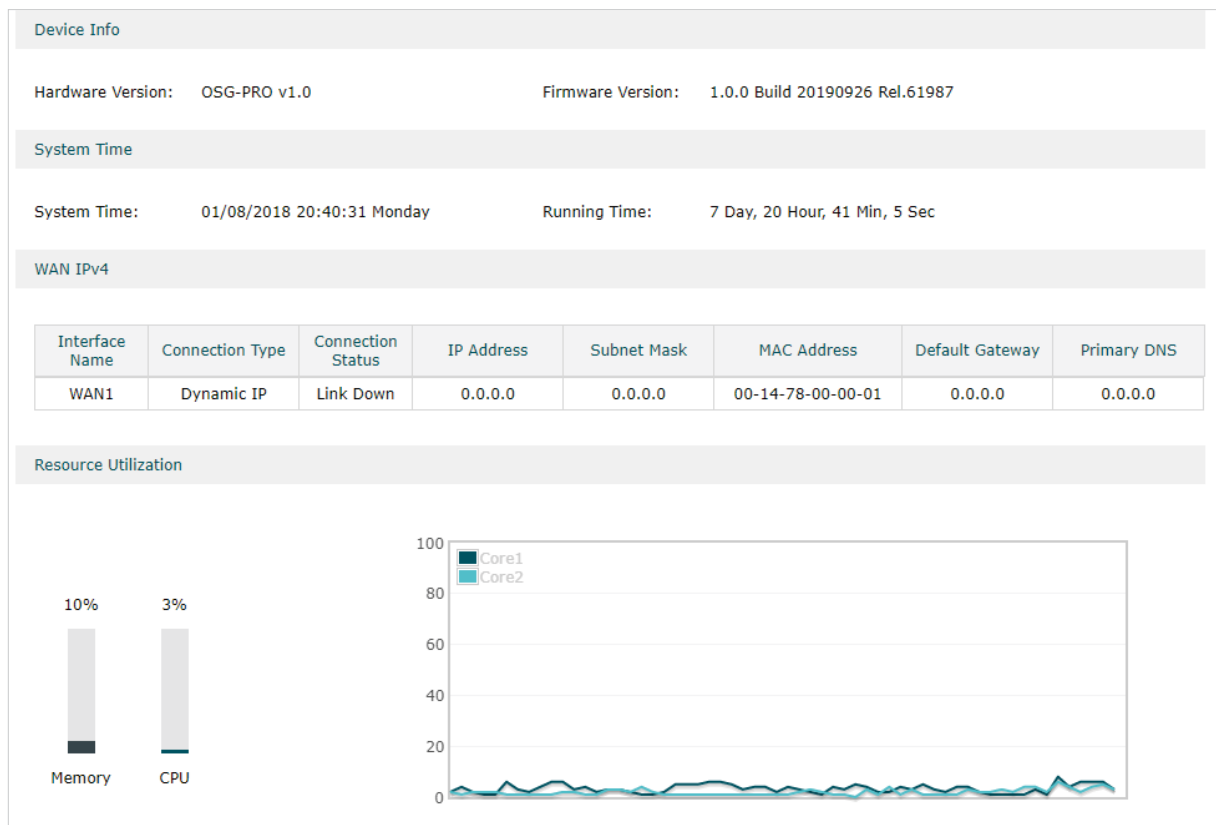 Device Info
Hardware Version: OSG-PRO v1.0 Firmware Version: 1.0.0 Build 20190926 Rel.61987
System Time
System Time: 01/08/2018 20:40:31 Monday Running Time: 7 Day, 20 Hour, 41 Min, 5 Sec
WAN IPv4
Interface Name Connection Type Connection Status IP Address Subnet Mask MAC Address Default Gateway Primary DNS
WAN1 Dynamic IP Link Down 0.0.0.0 0.0.0.0 00-14-78-00-00-01 0.0.0.0 0.0.0.0
Resource Utilization
10% 3%
Memory CPU
100
80
60
40
20
0
Core1
Core2